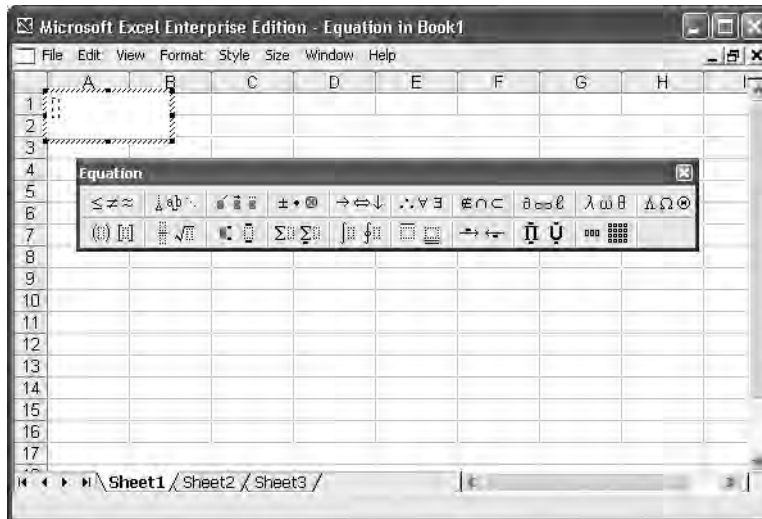 Microsoft Excel Enterprise Edition - Equation in Book1
File Edit View Format Style Size Window Help
A B C D E F G H
1
2
3
4
Equation
5
≤≠≈ ±•⊗ →⇔↓ ∴∀∃ ∉∩⊂ ∂∞ℓ λωθ ΛΩ⊛
6
7
8
9
10
11
12
13
14
15
16
17
Sheet1 / Sheet2 / Sheet3 /